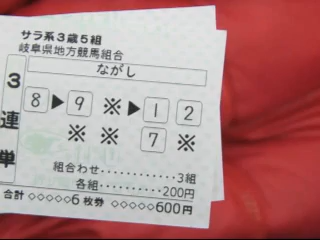 サラ系3歳5組
岐阜県地方競馬組合
ながし
3連単
8▶9※▶1 2
※※ 7※
組合わせ・・・・・・・・・・3組
各組・・・・・・・・・・200円
合計 ◇◇◇◇◇6枚券 ◇◇◇◇◇600円